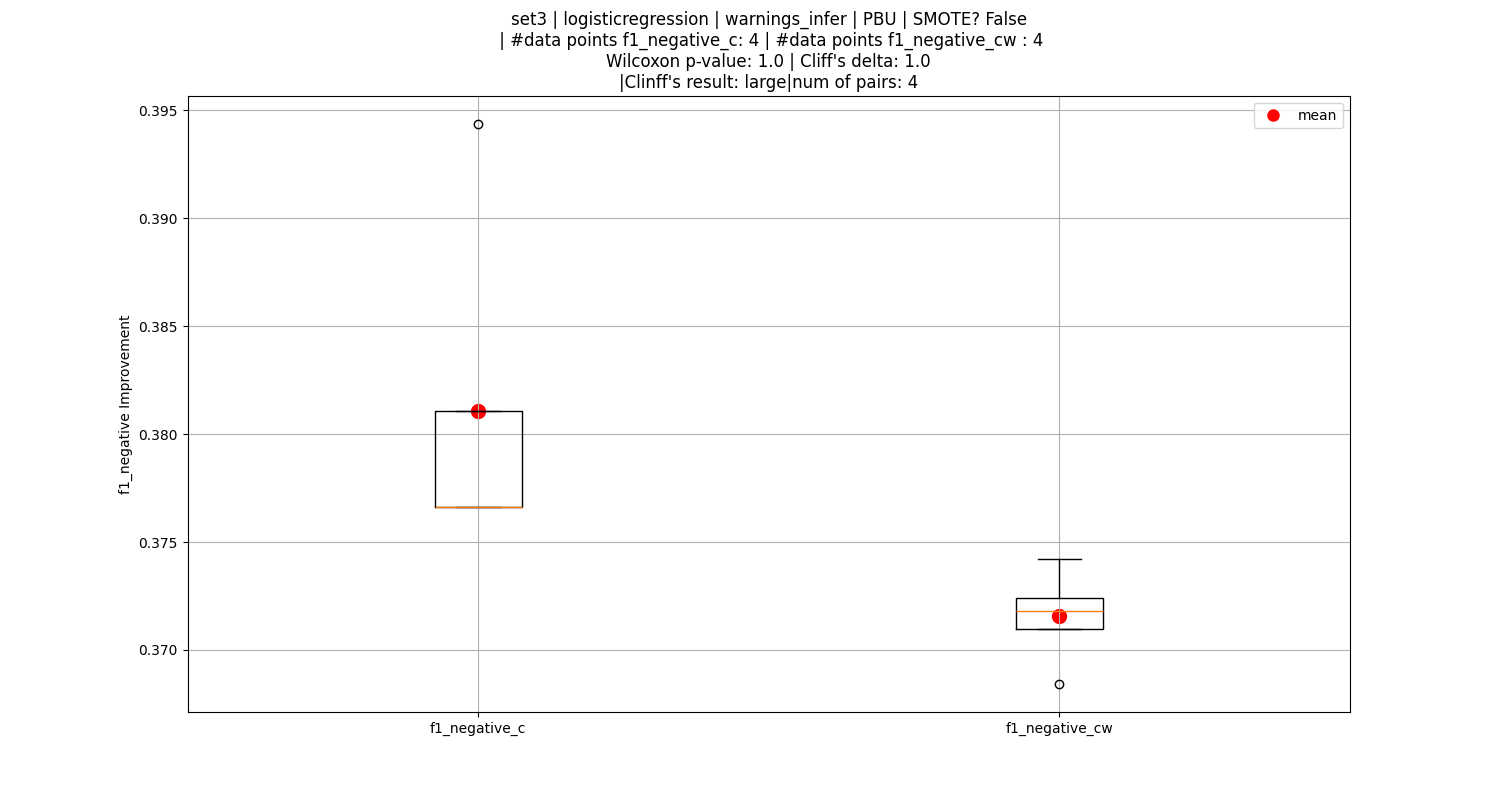 set3 | logisticregression | warnings_infer | PBU | SMOTE? False
| #data points f1_negative_c: 4 | #data points f1_negative_cw : 4
Wilcoxon p-value: 1.0 | Cliff's delta: 1.0
|Clinff's result: large|num of pairs: 4
mean
0.395
0.390
0.385
0.380
0.375
0.370
f1_negative Improvement
f1_negative_c
f1_negative_cw